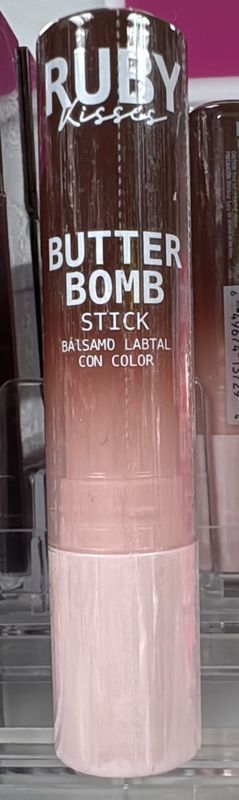 RUBY
Kisses
BUTTER
BOMB
STICK
BÁLSAMO LABTAL
CON COLOR